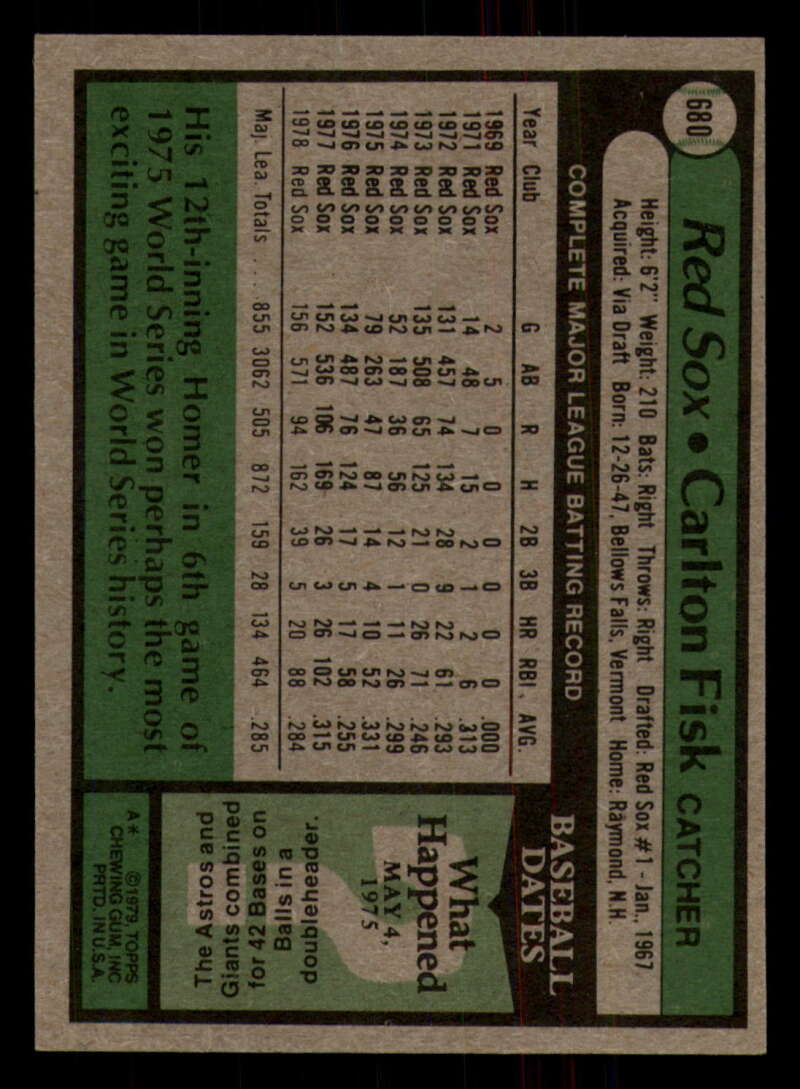 680
Red Sox • Carlton Fisk CATCHER
Height: 6'2" Weight: 210 Bats: Right Throws: Right Drafted: Red Sox #1 - Jan., 1967
Acquired: Via Draft Born: 12-26-47, Bellows Falls, Vermont Home: Raymond, N.H.
COMPLETE MAJOR LEAGUE BATTING RECORD
Year Club G AB R H 2B 3B HR RBI AVG.
1969 Red Sox 2 5 0 0 0 0 0 0 .000
1971 Red Sox 14 48 7 15 2 1 2 6 .313
1972 Red Sox 131 457 74 134 28 9 22 61 .293
1973 Red Sox 135 508 65 125 21 0 26 71 .246
1974 Red Sox 52 187 36 56 12 1 11 26 .299
1975 Red Sox 79 263 47 87 14 4 10 52 .331
1976 Red Sox 134 487 76 124 17 5 17 58 .255
1977 Red Sox 152 536 106 169 26 3 26 102 .315
1978 Red Sox 156 571 94 162 39 5 20 88 .284
Maj. Lea. Totals .... 855 3062 505 872 159 28 134 464 .285
His 12th-inning Homer in 6th game of
1975 World Series won perhaps the most
exciting game in World Series history.
BASEBALL
DATES
What
Happened
MAY 4,
1975
The Astros and
Giants combined
for 42 Bases on
Balls in a
doubleheader.
A* ©1979 TOPPS
CHEWING GUM, INC
PRTD. IN U.S.A.